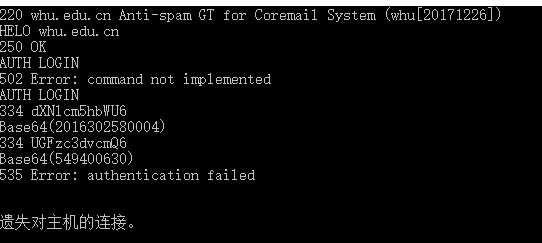 220 whu.edu.cn Anti-spam GT for Coremail System (whu[20171226])
HELO whu.edu.cn
250 OK
AUTH LOGIN
502 Error: command not implemented
AUTH LOGIN
334 dXNlcm5hbWU6
Base64(2016302580004)
334 UGFzc3dvcmQ6
Base64(549400630)
535 Error: authentication failed
遗失对主机的连接。